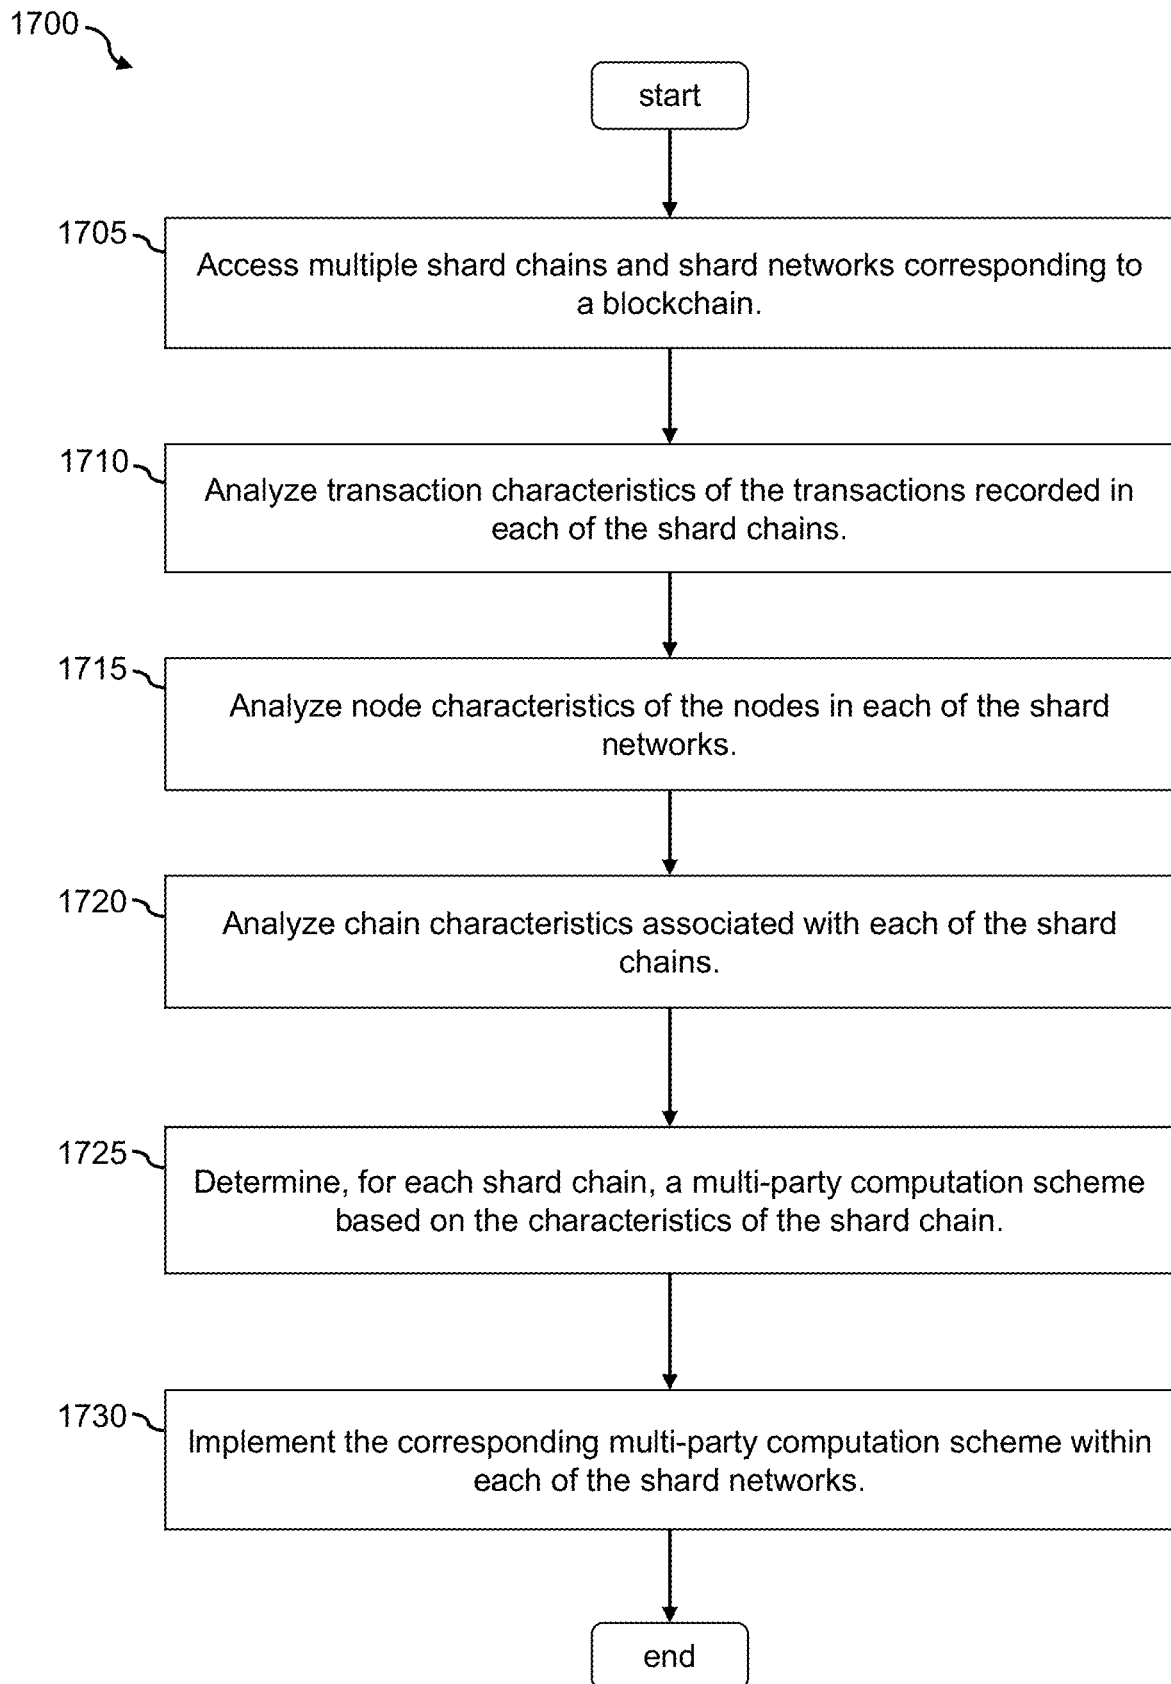 1700
start
1705
Access multiple shard chains and shard networks corresponding to
a blockchain.
1710
Analyze transaction characteristics of the transactions recorded in
each of the shard chains.
1715
Analyze node characteristics of the nodes in each of the shard
networks.
1720
Analyze chain characteristics associated with each of the shard
chains.
1725
Determine, for each shard chain, a multi-party computation scheme
based on the characteristics of the shard chain.
1730
Implement the corresponding multi-party computation scheme within
each of the shard networks.
end